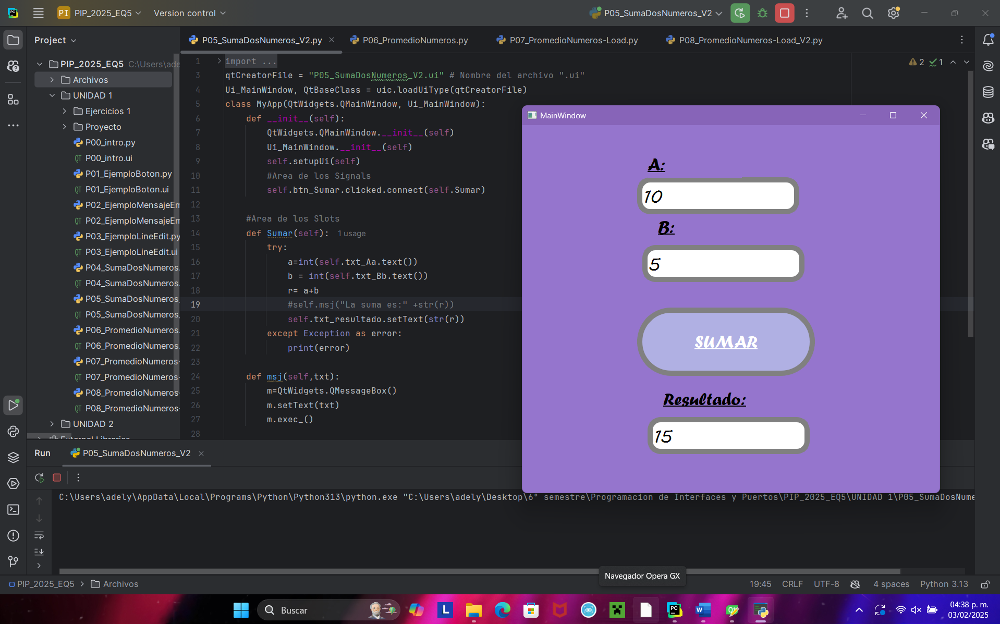 PC
PI PIP_2025_EQ5 Version control P05_SumaDosNumeros_V2
Project
P05_SumaDosNumeros_V2.py P06_PromedioNumeros.py P07_PromedioNumeros-Load.py P08_PromedioNumeros-Load_V2.py
PIP_2025_EQ5 C:\Users\ade
Archivos
UNIDAD 1
Ejercicios 1
Proyecto
P00_intro.py
P00_intro.ui
P01_EjemploBoton.py
P01_EjemploBoton.ui
P02_EjemploMensajeEm
P02_EjemploMensajeEm
P03_EjemploLineEdit.py
P03_EjemploLineEdit.ui
P04_SumaDosNumeros.
P04_SumaDosNumeros.
P05_SumaDosNumeros_
P05_SumaDosNumeros_
P06_PromedioNumeros.
P06_PromedioNumeros.
P07_PromedioNumeros-
P07_PromedioNumeros-
P08_PromedioNumeros-
P08_PromedioNumeros-
UNIDAD 2
External Libraries
2 1
1 import ...
3 qtCreatorFile = "P05_SumaDosNumeros_V2.ui" # Nombre del archivo ".ui"
4 Ui_MainWindow, QtBaseClass = uic.loadUiType(qtCreatorFile)
5 class MyApp(QtWidgets.QMainWindow, Ui_MainWindow):
6 def __init__(self):
7 QtWidgets.QMainWindow.__init__(self)
8 Ui_MainWindow.__init__(self)
9 self.setupUi(self)
10 #Area de los Signals
11 self.btn_Sumar.clicked.connect(self.Sumar)
12
13 #Area de los Slots
14 def Sumar(self): 1 usage
15 try:
16 a=int(self.txt_Aa.text())
17 b = int(self.txt_Bb.text())
18 r= a+b
19 #self.msj("La suma es:" +str(r))
20 self.txt_resultado.setText(str(r))
21 except Exception as error:
22 print(error)
23
24 def msj(self,txt):
25 m=QtWidgets.QMessageBox()
26 m.setText(txt)
27 m.exec_()
28
MainWindow
A:
10
B:
5
SUMAR
Resultado:
15
Run P05_SumaDosNumeros_V2
C:\Users\adely\AppData\Local\Programs\Python\Python313\python.exe "C:\Users\adely\Desktop\6° semestre\Programacion de Interfaces y Puertos\PIP_2025_EQ5\UNIDAD 1\P05_SumaDosNume
Navegador Opera GX
PIP_2025_EQ5 Archivos 19:45 CRLF UTF-8 4 spaces Python 3.13
Buscar L PC W Qt
04:38 p. m.
03/02/2025